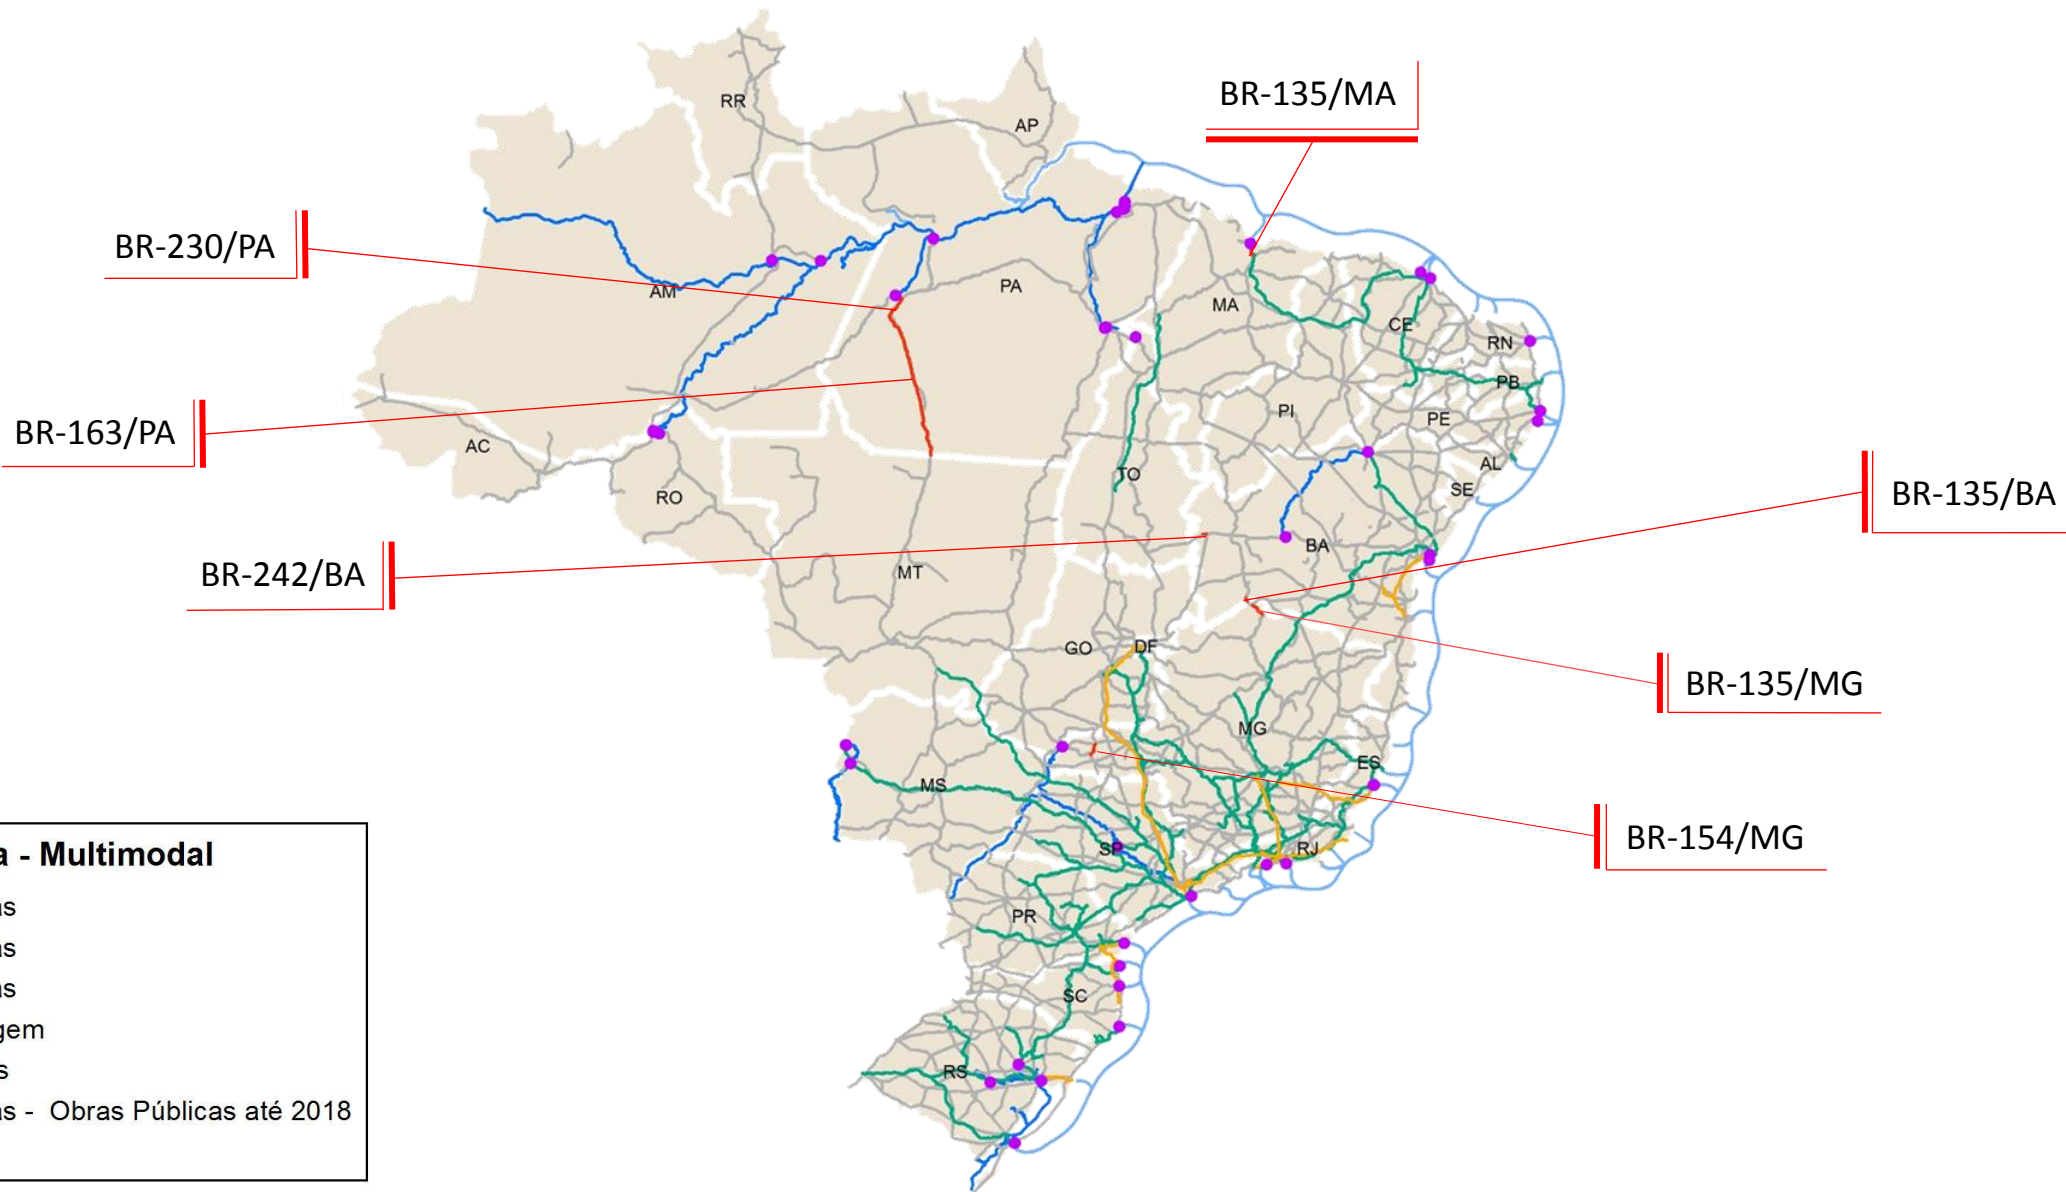 BR-135/MA
RR
AP
BR-230/PA
AM
PA
MA
CE
RN
PB
PI
PE
BR-163/PA
AC
AL
TO
SE
RO
BR-135/BA
BA
BR-242/BA
MT
GO
DF
BR-135/MG
MG
ES
MS
BR-154/MG
SP
RJ
- Multimodal
PR
SC
RS
- Obras Públicas até 2018